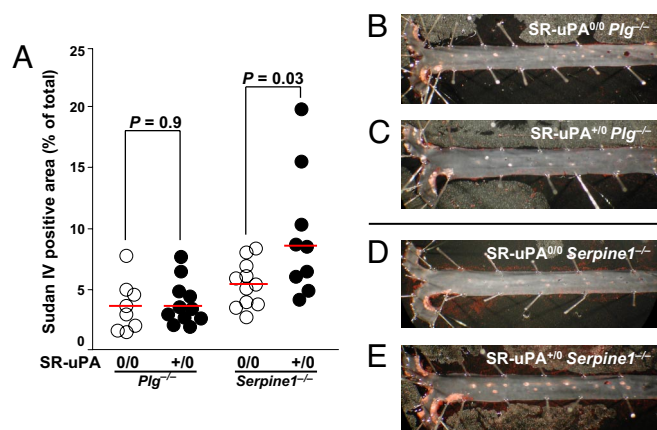 A
Sudan IV positive area (% of total)
25
20
15
10
5
0
P = 0.9
P = 0.03
SR-uPA 0/0 +/0 0/0 +/0
Plg–/– Serpine1–/–
B
SR-uPA0/0 Plg–/–
C
SR-uPA+/0 Plg–/–
D
SR-uPA0/0 Serpine1–/–
E
SR-uPA+/0 Serpine1–/–